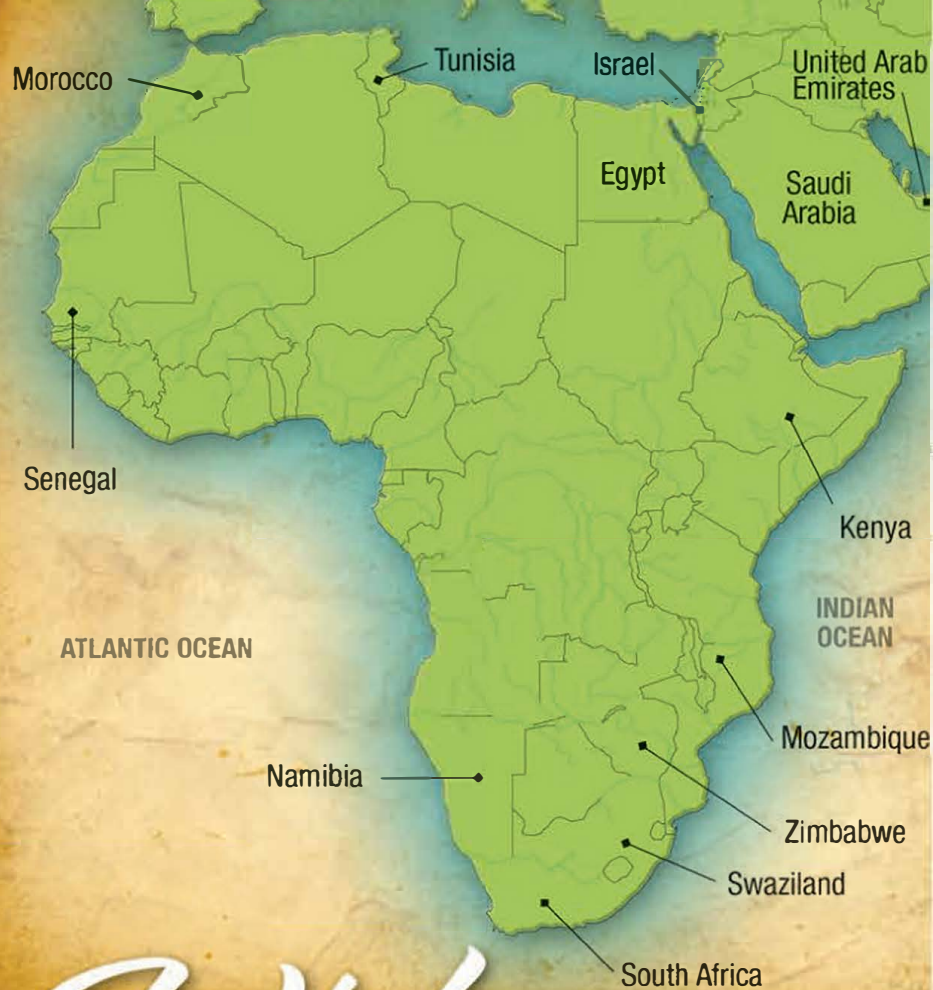 Morocco
Tunisia
Israel
United Arab
Emirates
Egypt
Saudi
Arabia
Senegal
Kenya
INDIAN
OCEAN
ATLANTIC OCEAN
Mozambique
Namibia
Zimbabwe
Swaziland
South Africa